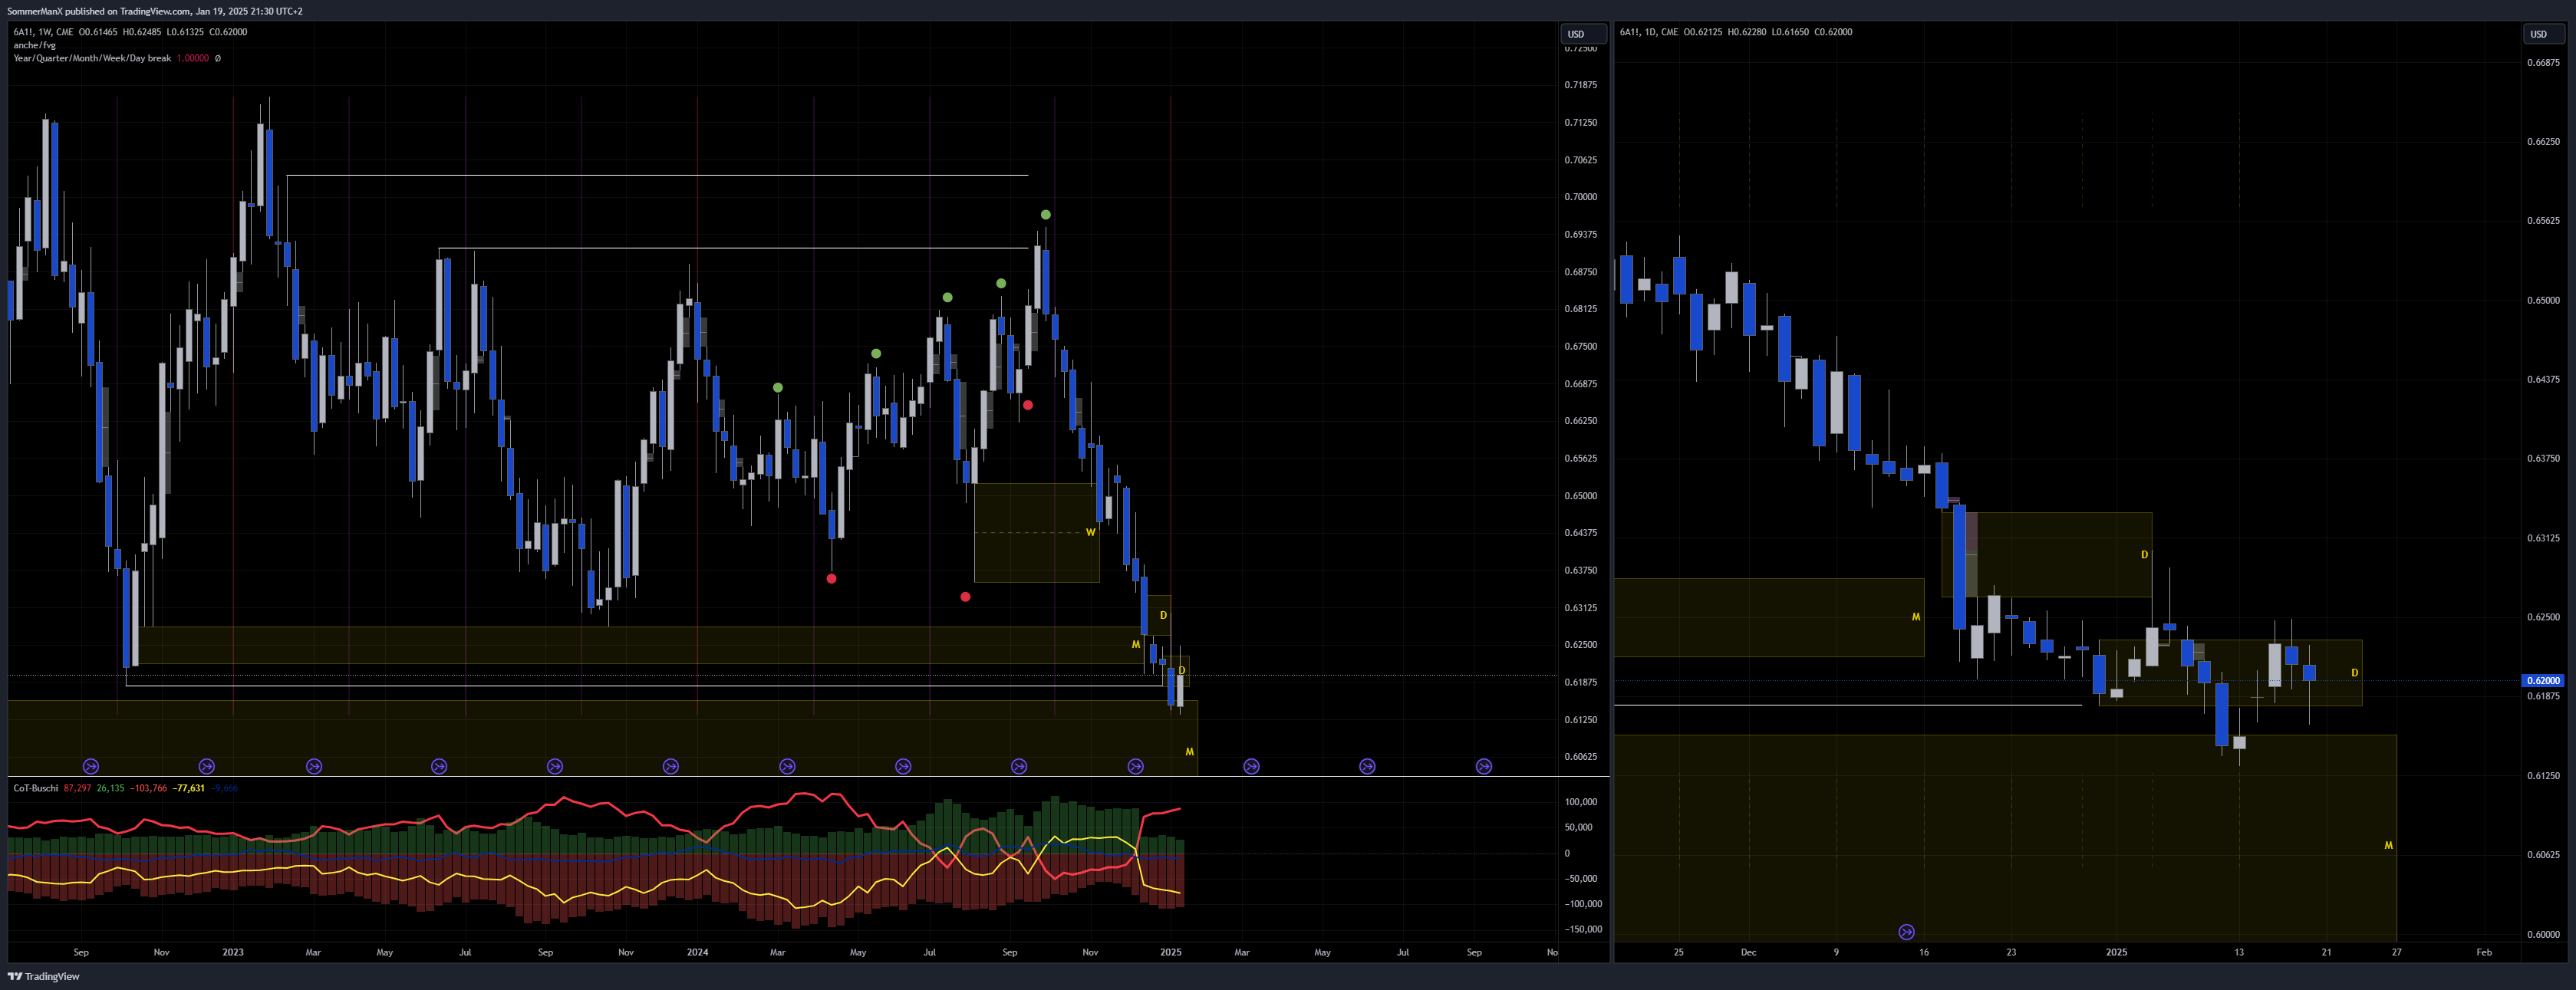 SommerManX published on TradingView.com, Jan 19, 2025 21:30 UTC+2
6A1!, 1W, CME O0.61465 H0.62485 L0.61325 C0.62000
anche/fvg
Year/Quarter/Month/Week/Day break 1.00000 Ø
USD
0.72500
0.71875
0.71250
0.70625
0.70000
0.69375
0.68750
0.68125
0.67500
0.66875
0.66250
0.65625
0.65000
0.64375
0.63750
0.63125
0.62500
0.61875
0.61250
0.60625
W
D
M
D
M
CoT-Buschi 87,297 26,135 −103,766 −77,631 −9,666
100,000
50,000
0
−50,000
−100,000
−150,000
Sep Nov 2023 Mar May Jul Sep Nov 2024 Mar May Jul Sep Nov 2025 Mar May Jul Sep No
6A1!, 1D, CME O0.62125 H0.62280 L0.61650 C0.62000
USD
0.66875
0.66250
0.65625
0.65000
0.64375
0.63750
0.63125
0.62500
0.62000
0.61875
0.61250
0.60625
0.60000
D
M
D
M
25 Dec 9 16 23 2025 13 21 27 Feb
TradingView